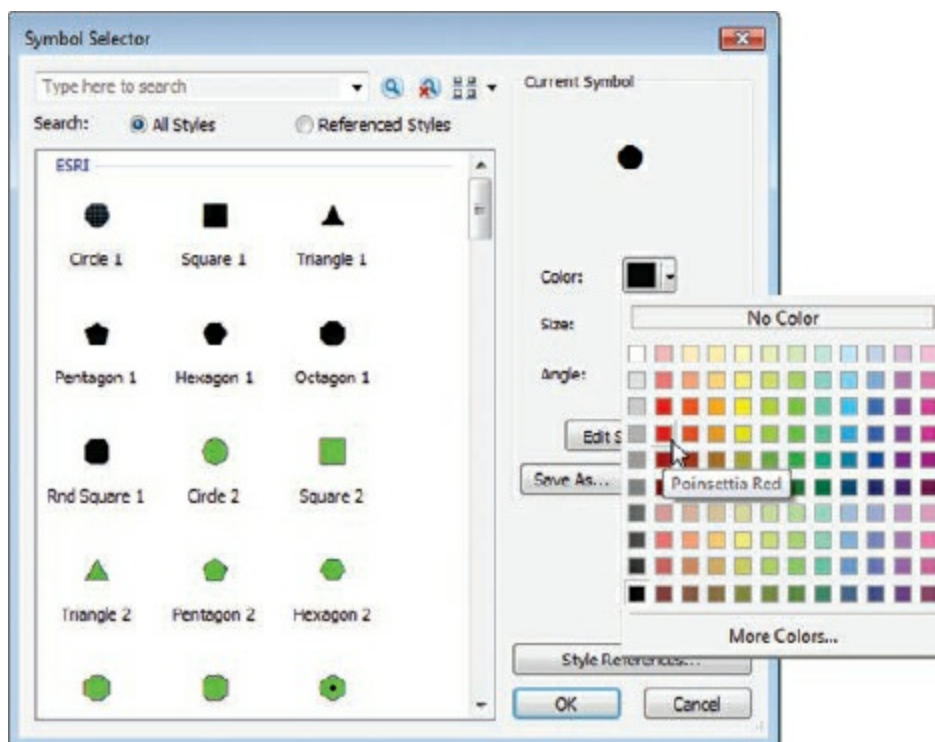 Symbol Selector
Type here to search
Search: All Styles Referenced Styles
ESRI
Circle 1 Square 1 Triangle 1
Pentagon 1 Hexagon 1 Octagon 1
Rnd Square 1 Circle 2 Square 2
Triangle 2 Pentagon 2 Hexagon 2
Current Symbol
Color:
No Color
Size:
Angle:
Edit S
Save As...
Poinsettia Red
More Colors...
Style References...
OK Cancel